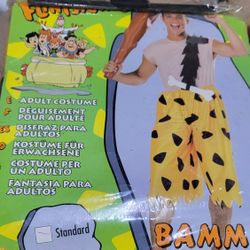 ADULT COSTUME
DÉGUISEMENT
POUR ADULTE
DISFRAZ PARA
ADULTOS
KOSTUME FÜR
ERWACHSENE
COSTUME PER
UN ADULTO
FANTASIA PARA
ADULTOS
Standard
BAMM